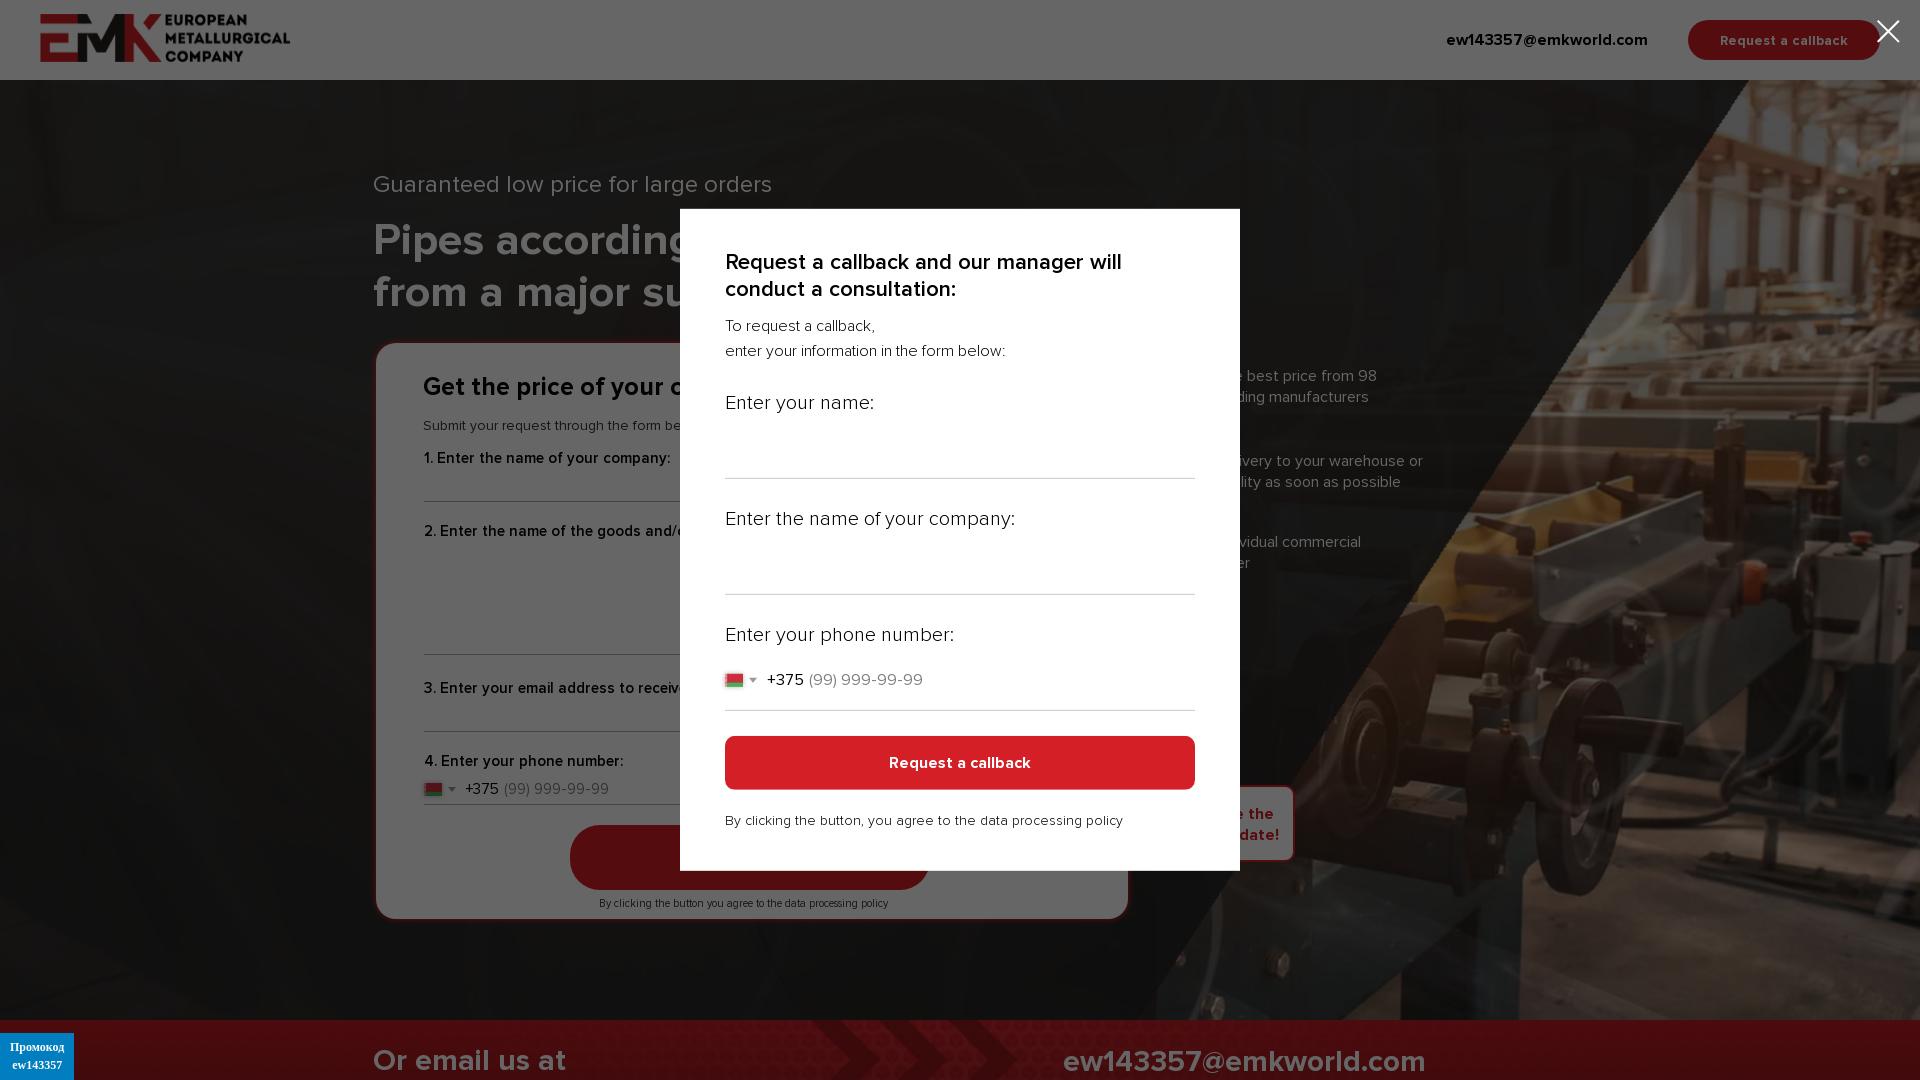 EUROPEAN
METALLURGICAL
COMPANY
EMK
ew143357@emkworld.com
Request a callback
Guaranteed low price for large orders
Pipes according
from a major su
Get the price of your
Submit your request through the form be
1. Enter the name of your company:
2. Enter the name of the goods and/
3. Enter your email address to receive
4. Enter your phone number:
+375 (99) 999-99-99
By clicking the button you agree to the data processing policy
Request a callback and our manager will
conduct a consultation:
To request a callback,
enter your information in the form below:
Enter your name:
Enter the name of your company:
Enter your phone number:
+375 (99) 999-99-99
Request a callback
By clicking the button, you agree to the data processing policy
best price from 98
ding manufacturers
ivery to your warehouse or
lity as soon as possible
vidual commercial
er
e the
date!
Or email us at
ew143357@emkworld.com
Промокод
ew143357